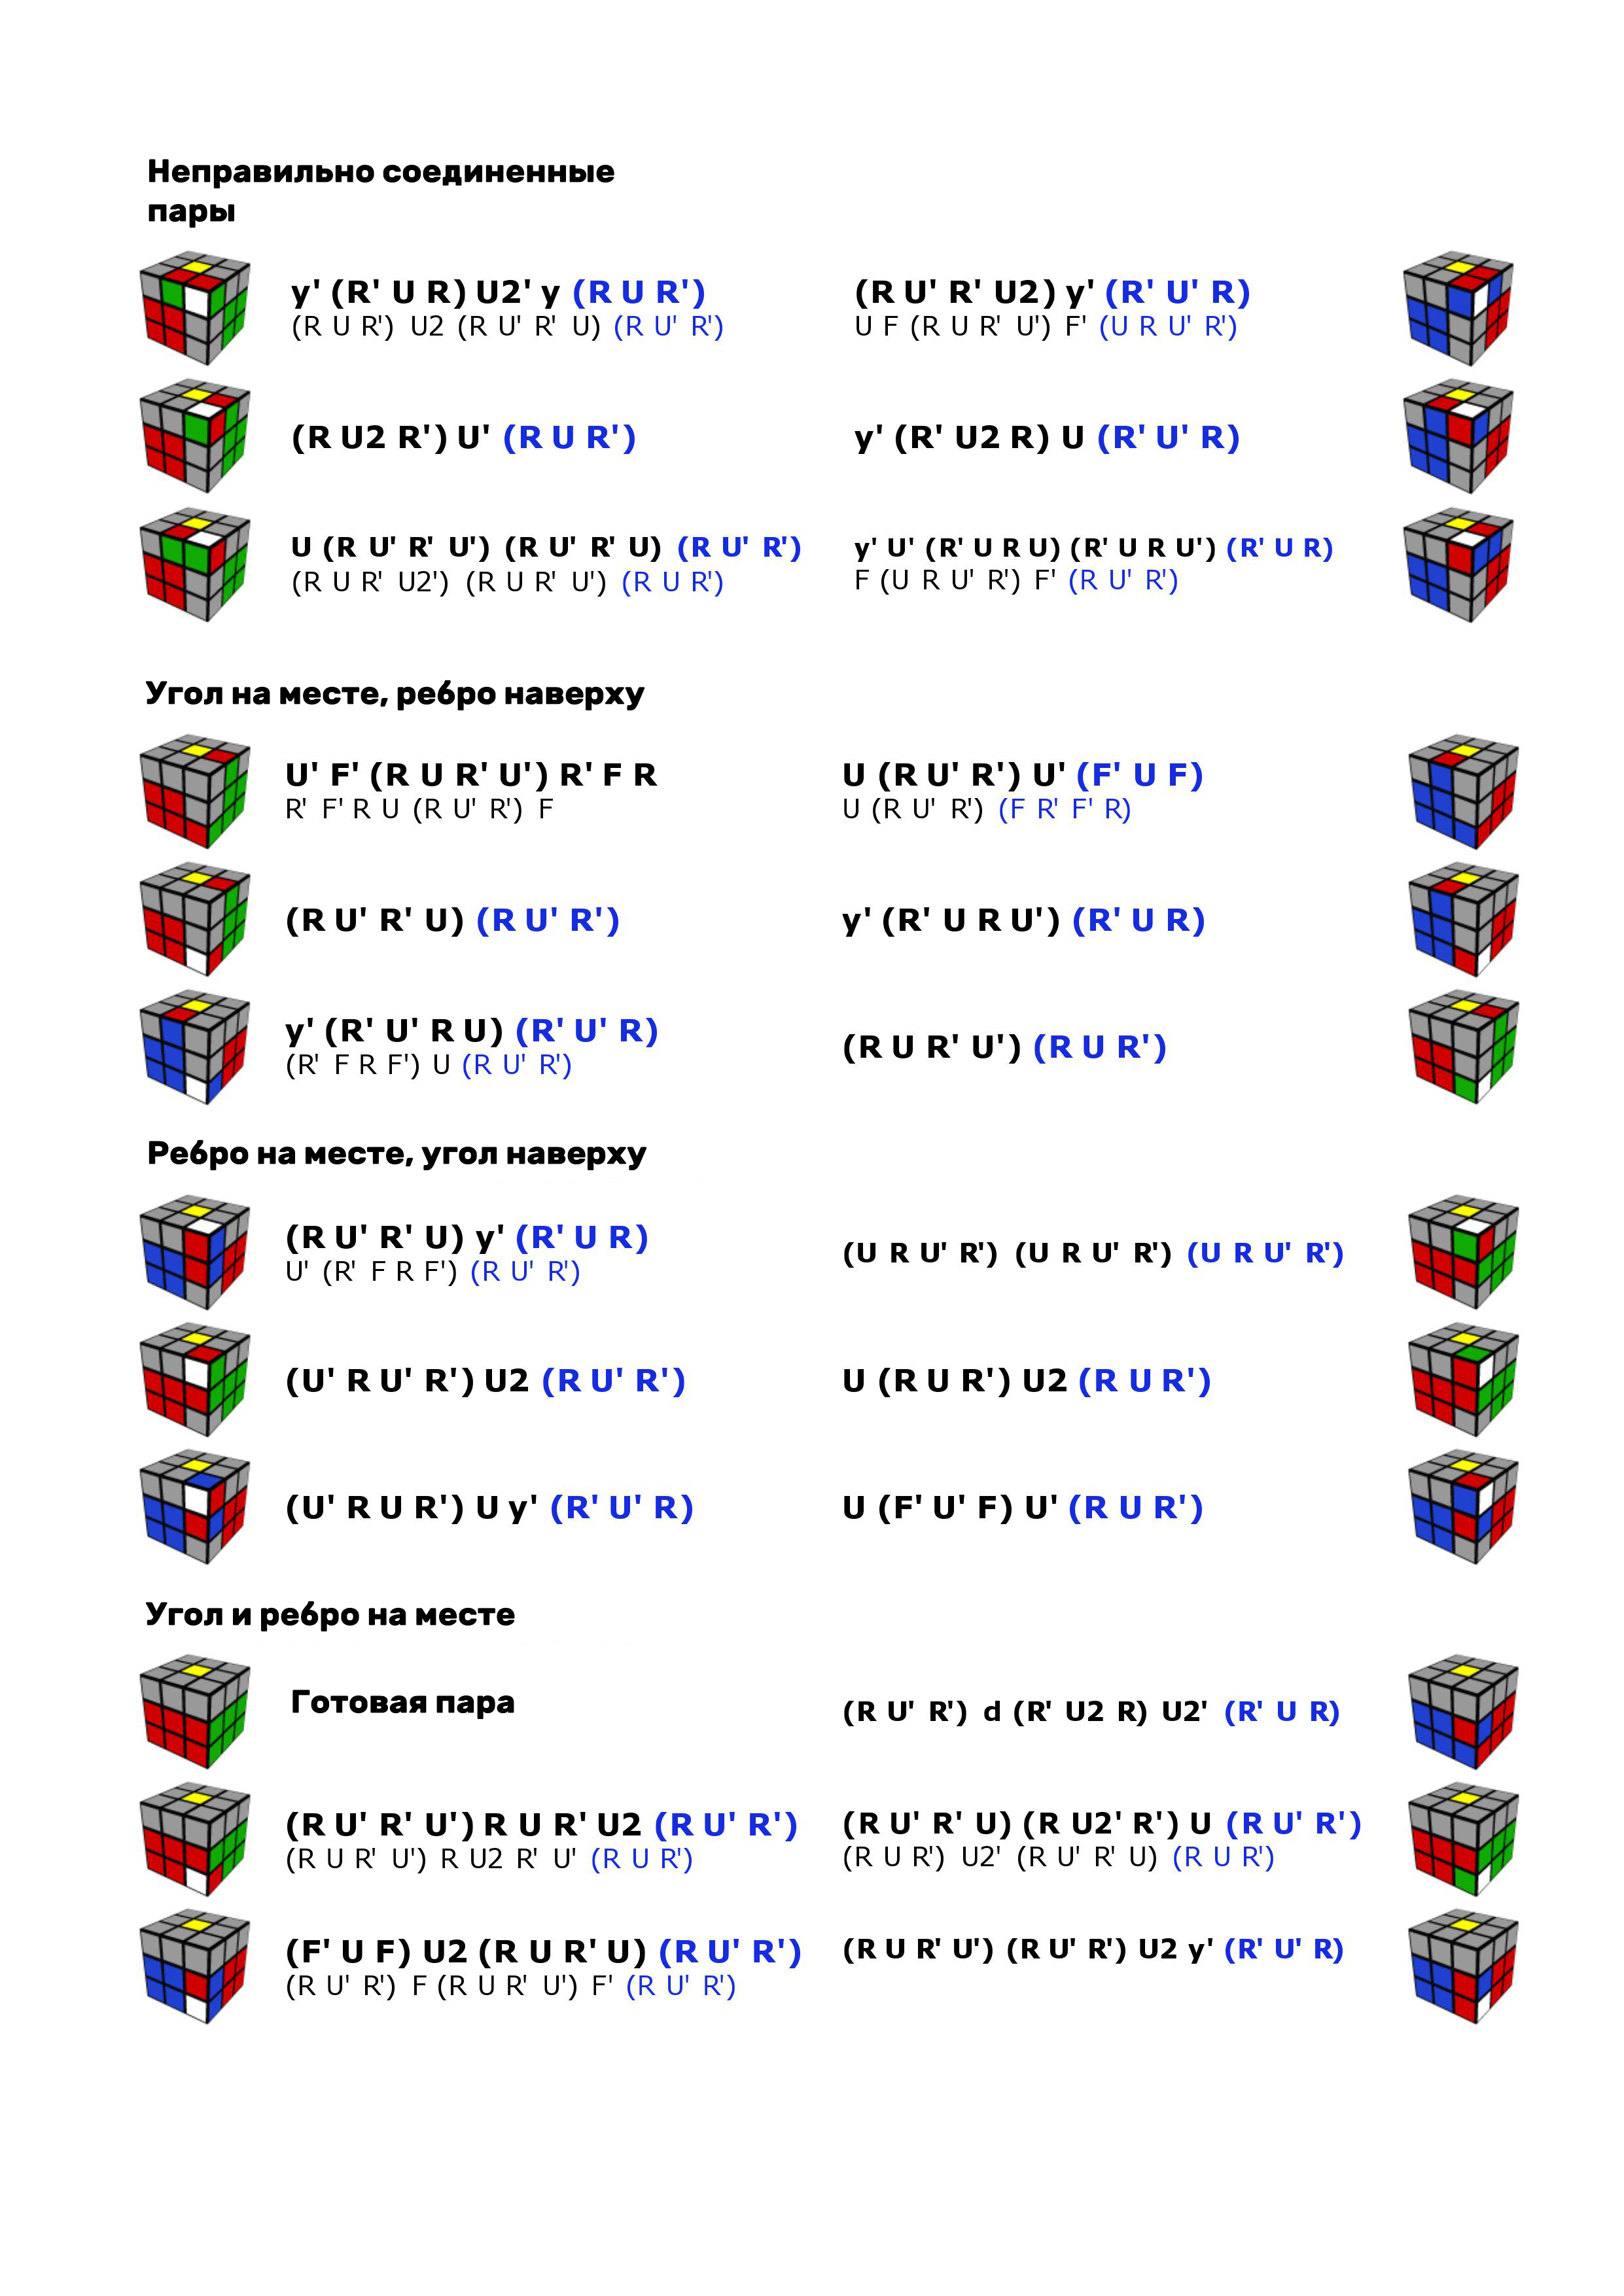 Неправильно соединенные
пары
y' (R' U R) U2' y (R U R')
(R U R') U2 (R U' R' U) (R U' R')
(R U' R' U2) y' (R' U' R)
U F (R U R' U') F' (U R U' R')
(R U2 R') U' (R U R')
y' (R' U2 R) U (R' U' R)
U (R U' R' U') (R U' R' U) (R U' R')
(R U R' U2') (R U R' U') (R U R')
y' U' (R' U R U) (R' U R U') (R' U R)
F (U R U' R') F' (R U' R')
Угол на месте, ребро наверху
U' F' (R U R' U') R' F R
R' F' R U (R U' R') F
U (R U' R') U' (F' U F)
U (R U' R') (F R' F' R)
(R U' R' U) (R U' R')
y' (R' U R U') (R' U R)
y' (R' U' R U) (R' U' R)
(R' F R F') U (R U' R')
(R U R' U') (R U R')
Ребро на месте, угол наверху
(R U' R' U) y' (R' U R)
U' (R' F R F') (R U' R')
(U R U' R') (U R U' R') (U R U' R')
(U' R U' R') U2 (R U' R')
U (R U R') U2 (R U R')
(U' R U R') U y' (R' U' R)
U (F' U' F) U' (R U R')
Угол и ребро на месте
Готовая пара
(R U' R') d (R' U2 R) U2' (R' U R)
(R U' R' U') R U R' U2 (R U' R')
(R U R' U') R U2 R' U' (R U R')
(R U' R' U) (R U2' R') U (R U' R')
(R U R') U2' (R U' R' U) (R U R')
(F' U F) U2 (R U R' U) (R U' R')
(R U' R') F (R U R' U') F' (R U' R')
(R U R' U') (R U' R') U2 y' (R' U' R)